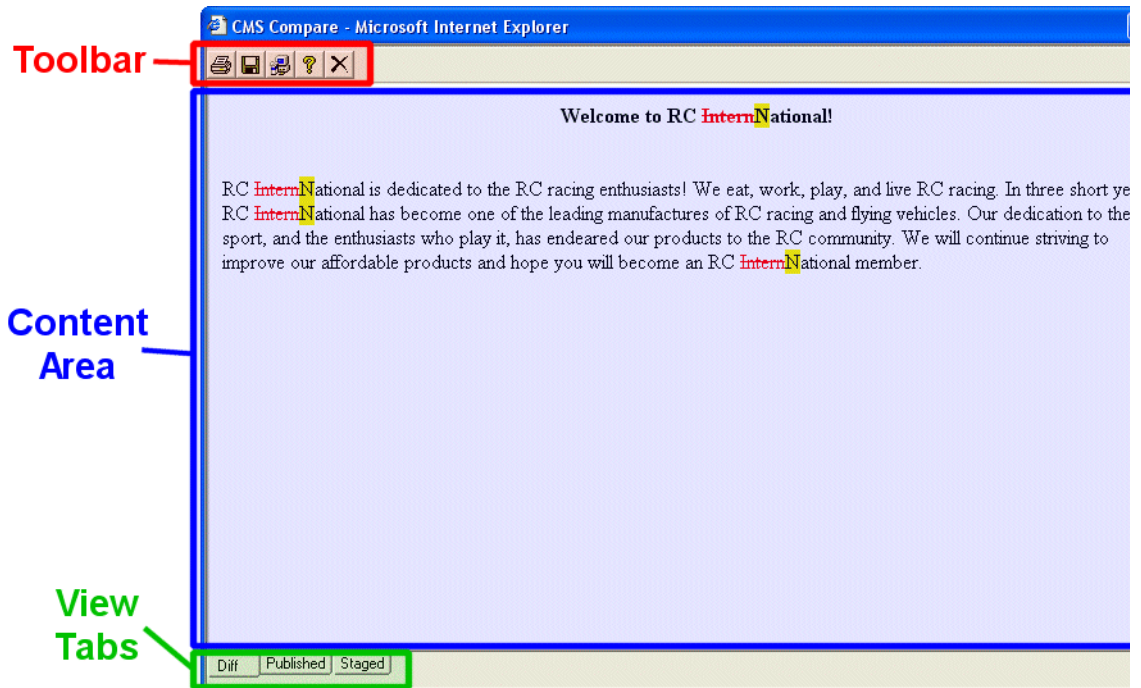 CMS Compare - Microsoft Internet Explorer
Toolbar
Welcome to RC InternNational!
RC InternNational is dedicated to the RC racing enthusiasts! We eat, work, play, and live RC racing. In three short ye
RC InternNational has become one of the leading manufactures of RC racing and flying vehicles. Our dedication to the
sport, and the enthusiasts who play it, has endeared our products to the RC community. We will continue striving to
improve our affordable products and hope you will become an RC InternNational member.
Content
Area
View
Tabs
Diff Published Staged